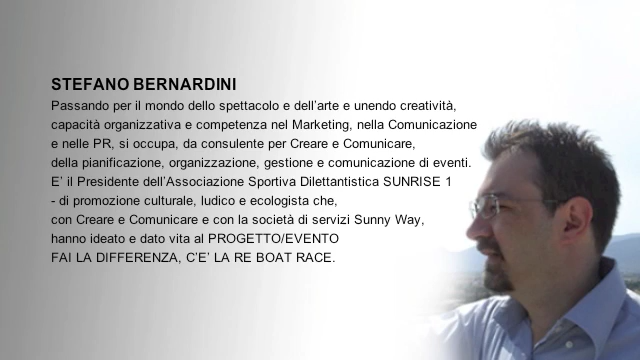 STEFANO BERNARDINI
Passando per il mondo dello spettacolo e dell'arte e unendo creatività,
capacità organizzativa e competenza nel Marketing, nella Comunicazione
e nelle PR, si occupa, da consulente per Creare e Comunicare,
della pianificazione, organizzazione, gestione e comunicazione di eventi.
E' il Presidente dell'Associazione Sportiva Dilettantistica SUNRISE 1
- di promozione culturale, ludico e ecologista che,
con Creare e Comunicare e con la società di servizi Sunny Way,
hanno ideato e dato vita al PROGETTO/EVENTO
FAI LA DIFFERENZA, C'E' LA RE BOAT RACE.